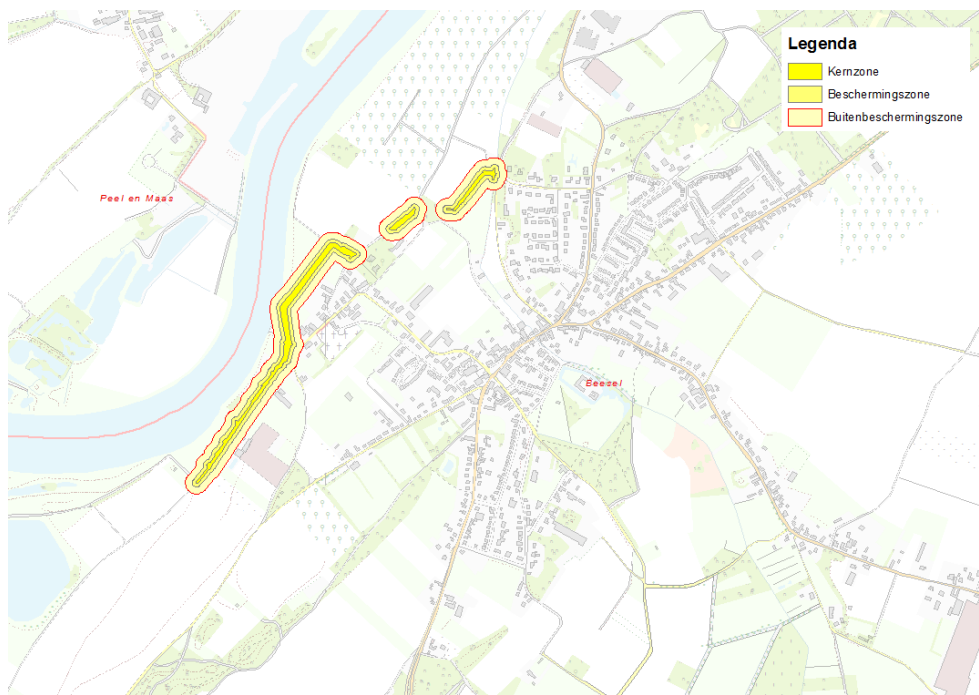 Legenda
Kernzone
Beschermingszone
Buitenbeschermingszone
Peel en Maas
Beesel